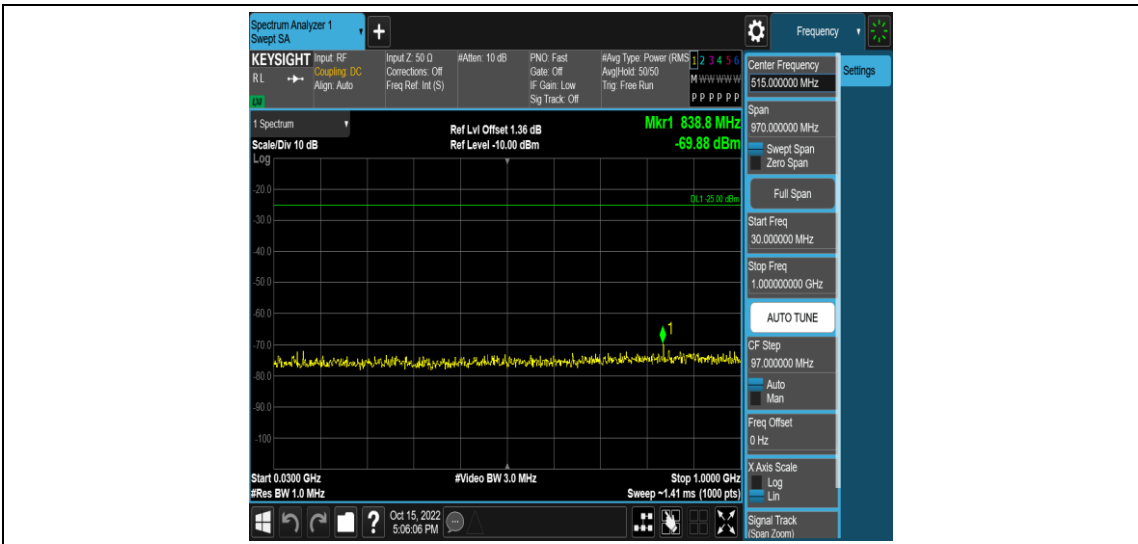 Spectrum Analyzer 1
Swept SA
+
Frequency
KEYSIGHT
RL
LXI
Input: RF
Coupling: DC
Align: Auto
Input Z: 50 Ω
Corrections: Off
Freq Ref: Int (S)
#Atten: 10 dB
PNO: Fast
Gate: Off
IF Gain: Low
Sig Track: Off
#Avg Type: Power (RMS
Avg|Hold: 50/50
Trig: Free Run
1 2 3 4 5 6
M W W W W W
P P P P P P
1 Spectrum
Scale/Div 10 dB
Log
Ref Lvl Offset 1.36 dB
Ref Level -10.00 dBm
Mkr1 838.8 MHz
-69.88 dBm
-20.0
DL1 -25.00 dBm
-30.0
-40.0
-50.0
-60.0
1
-70.0
-80.0
-90.0
-100
Start 0.0300 GHz
#Res BW 1.0 MHz
#Video BW 3.0 MHz
Stop 1.0000 GHz
Sweep ~1.41 ms (1000 pts)
?
Oct 15, 2022
5:06:06 PM
Center Frequency
515.000000 MHz
Settings
Span
970.000000 MHz
Swept Span
Zero Span
Full Span
Start Freq
30.000000 MHz
Stop Freq
1.000000000 GHz
AUTO TUNE
CF Step
97.000000 MHz
Auto
Man
Freq Offset
0 Hz
X Axis Scale
Log
Lin
Signal Track
(Span Zoom)